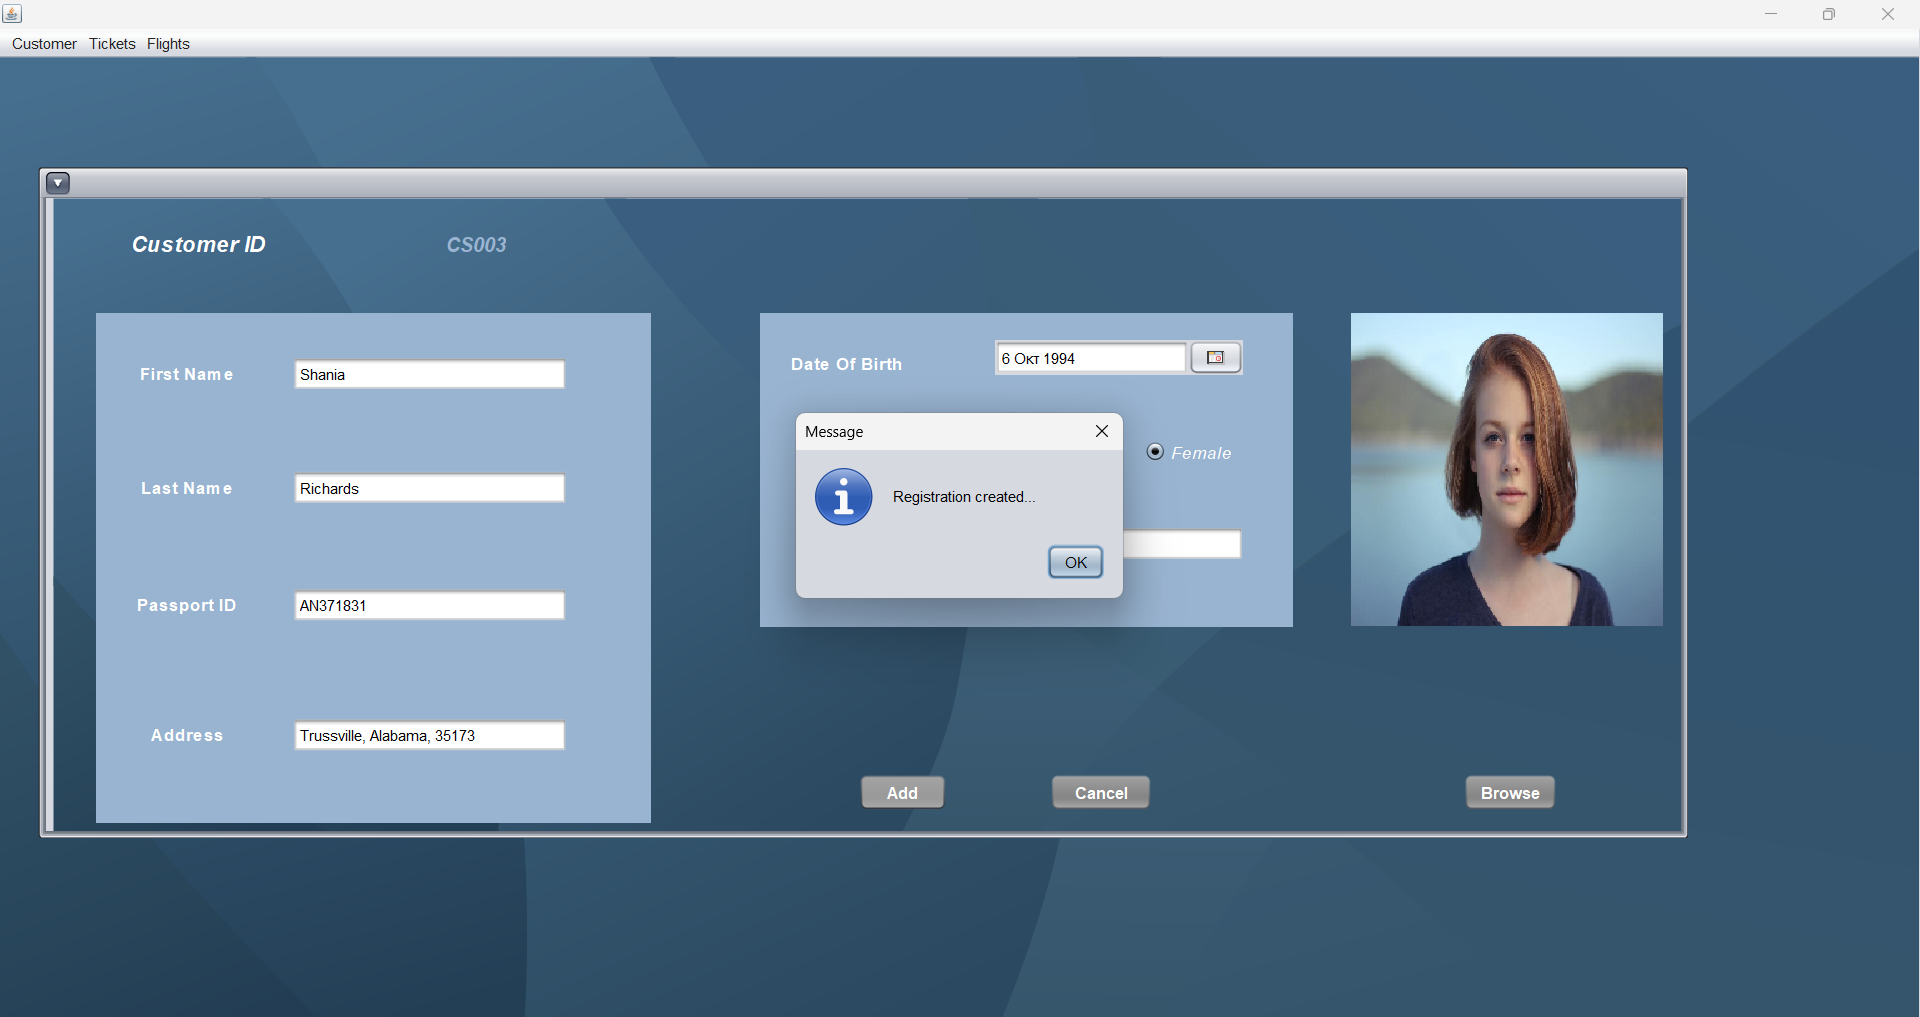 Customer Tickets Flights
Customer ID CS003
First Name Shania
Last Name Richards
Passport ID AN371831
Address Trussville, Alabama, 35173
Date Of Birth 6 Окт 1994
Female
Message
Registration created...
OK
Add Cancel Browse